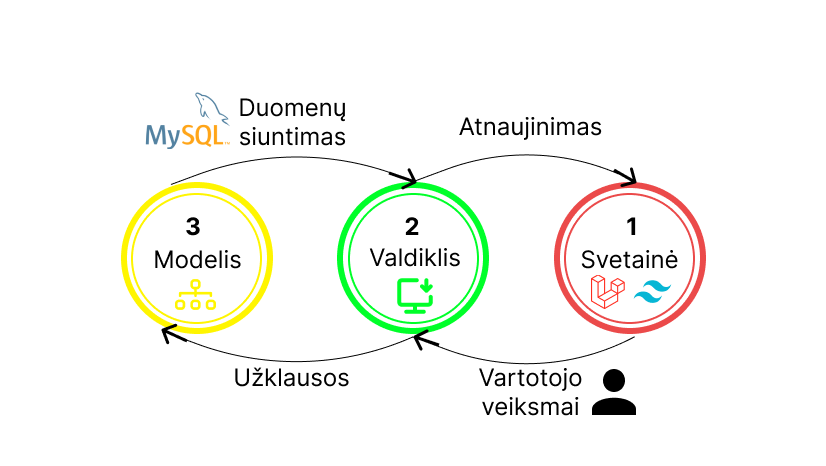 MySQL
Duomenų
siuntimas
Atnaujinimas
3
Modelis
2
Valdiklis
1
Svetainė
Užklausos
Vartotojo
veiksmai